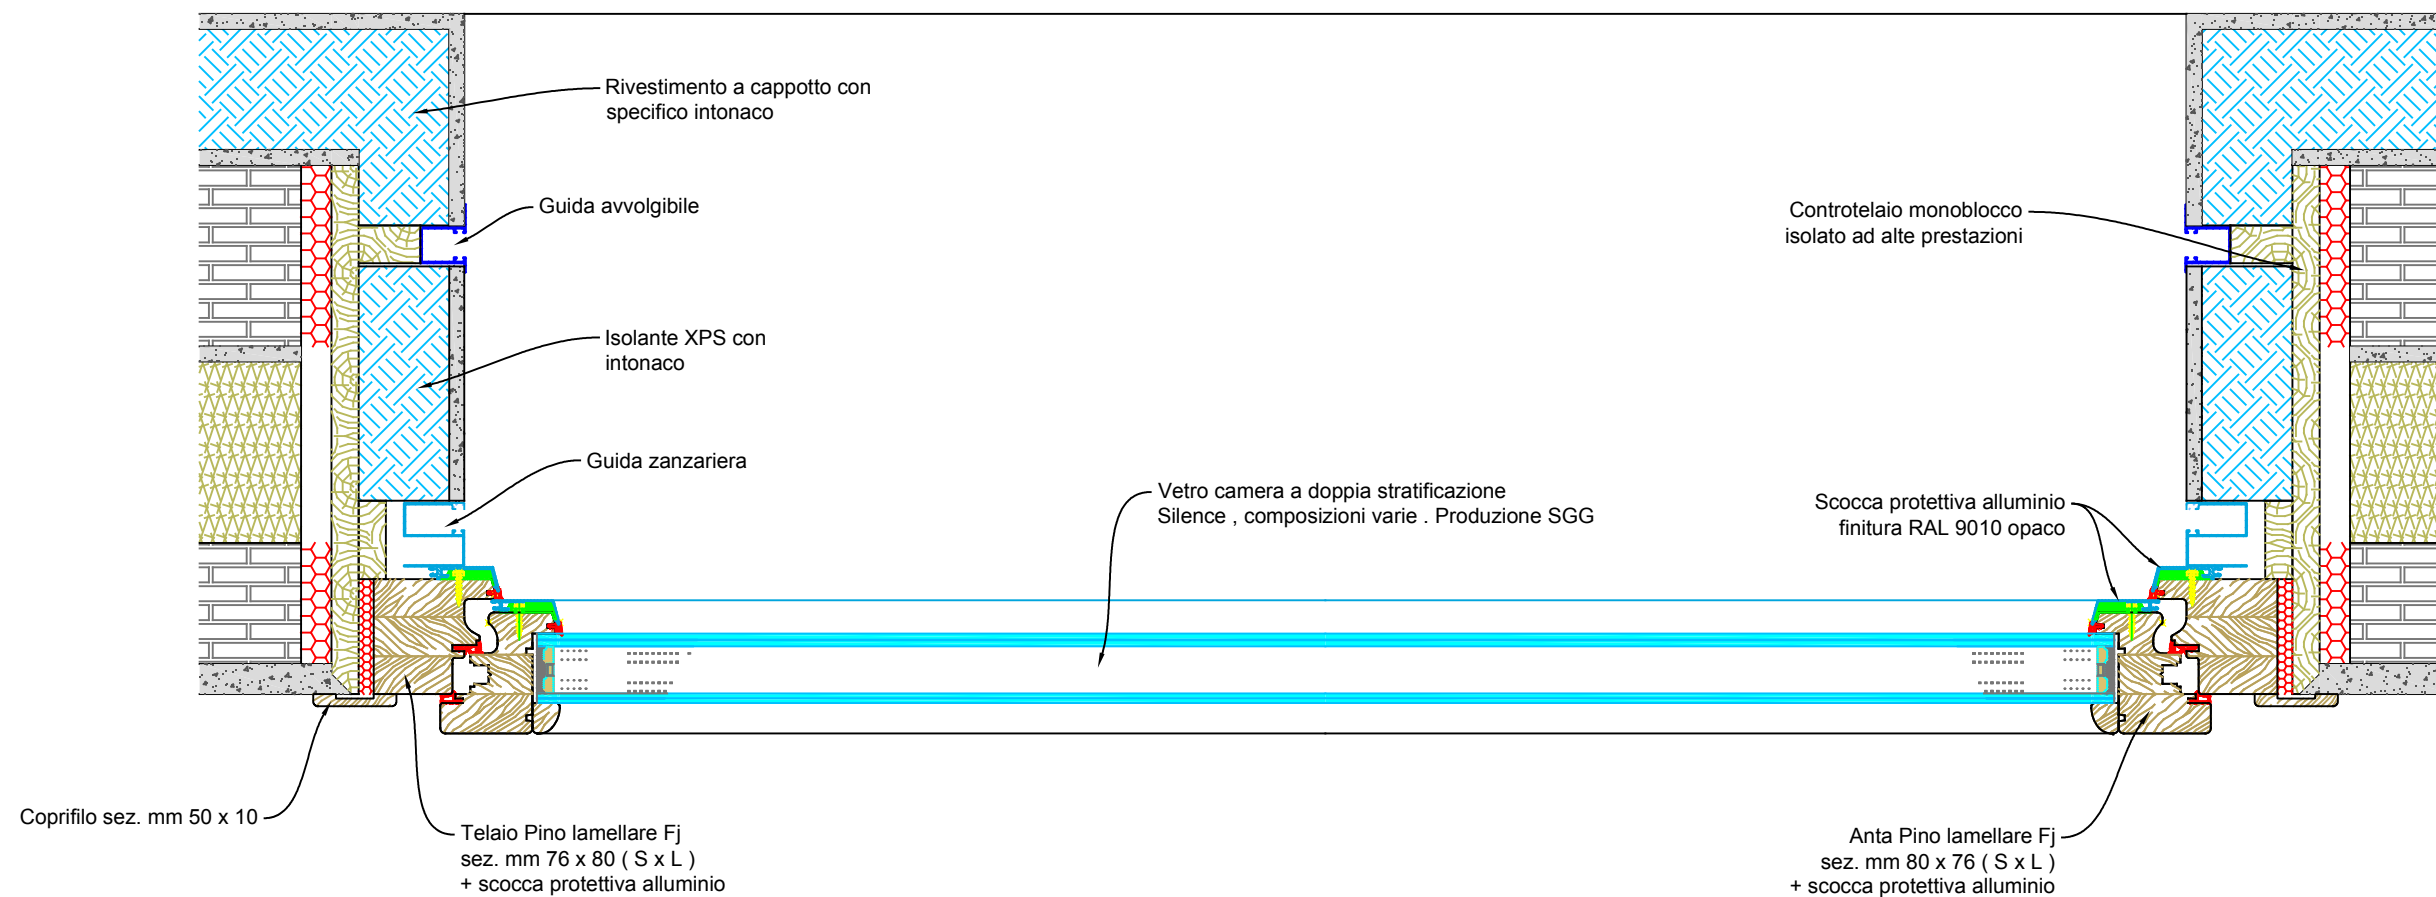 Rivestimento a cappotto con
specifico intonaco
Guida avvolgibile
Controtelaio monoblocco
isolato ad alte prestazioni
Isolante XPS con
intonaco
Guida zanzariera
Vetro camera a doppia stratificazione
Silence , composizioni varie . Produzione SGG
Scocca protettiva alluminio
finitura RAL 9010 opaco
Coprifilo sez. mm 50 x 10
Telaio Pino lamellare Fj
sez. mm 76 x 80 ( S x L )
+ scocca protettiva alluminio
Anta Pino lamellare Fj
sez. mm 80 x 76 ( S x L )
+ scocca protettiva alluminio